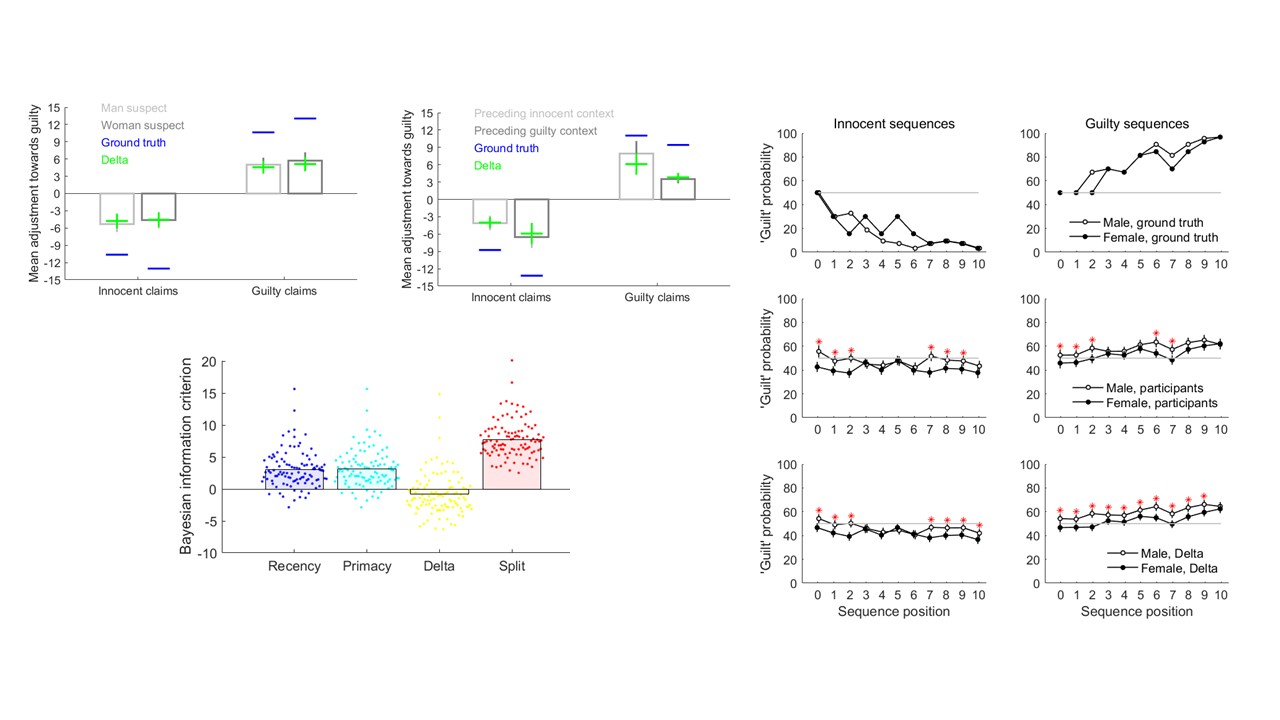 Mean adjustment towards guilty
15
12
9
6
3
0
-3
-6
-9
-12
-15
Man suspect
Woman suspect
Ground truth
Delta
Innocent claims
Guilty claims
Mean adjustment towards guilty
15
12
9
6
3
0
-3
-6
-9
-12
-15
Preceding innocent context
Preceding guilty context
Ground truth
Delta
Innocent claims
Guilty claims
Bayesian information criterion
20
15
10
5
0
-5
-10
Recency Primacy Delta Split
Innocent sequences
'Guilt' probability
100
80
60
40
20
0
0 1 2 3 4 5 6 7 8 9 10
Guilty sequences
100
80
60
40
20
0
Male, ground truth
Female, ground truth
0 1 2 3 4 5 6 7 8 9 10
'Guilt' probability
100
80
60
40
20
0
0 1 2 3 4 5 6 7 8 9 10
100
80
60
40
20
0
Male, participants
Female, participants
0 1 2 3 4 5 6 7 8 9 10
'Guilt' probability
100
80
60
40
20
0
0 1 2 3 4 5 6 7 8 9 10
Sequence position
100
80
60
40
20
0
Male, Delta
Female, Delta
0 1 2 3 4 5 6 7 8 9 10
Sequence position